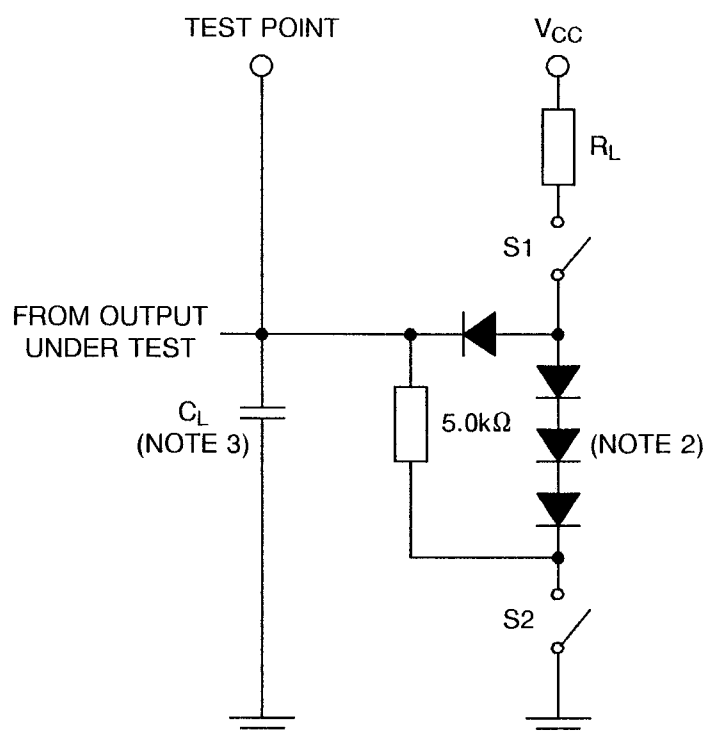 TEST POINT
VCC
RL
S1
FROM OUTPUT
UNDER TEST
CL
(NOTE 3)
5.0kΩ
(NOTE 2)
S2